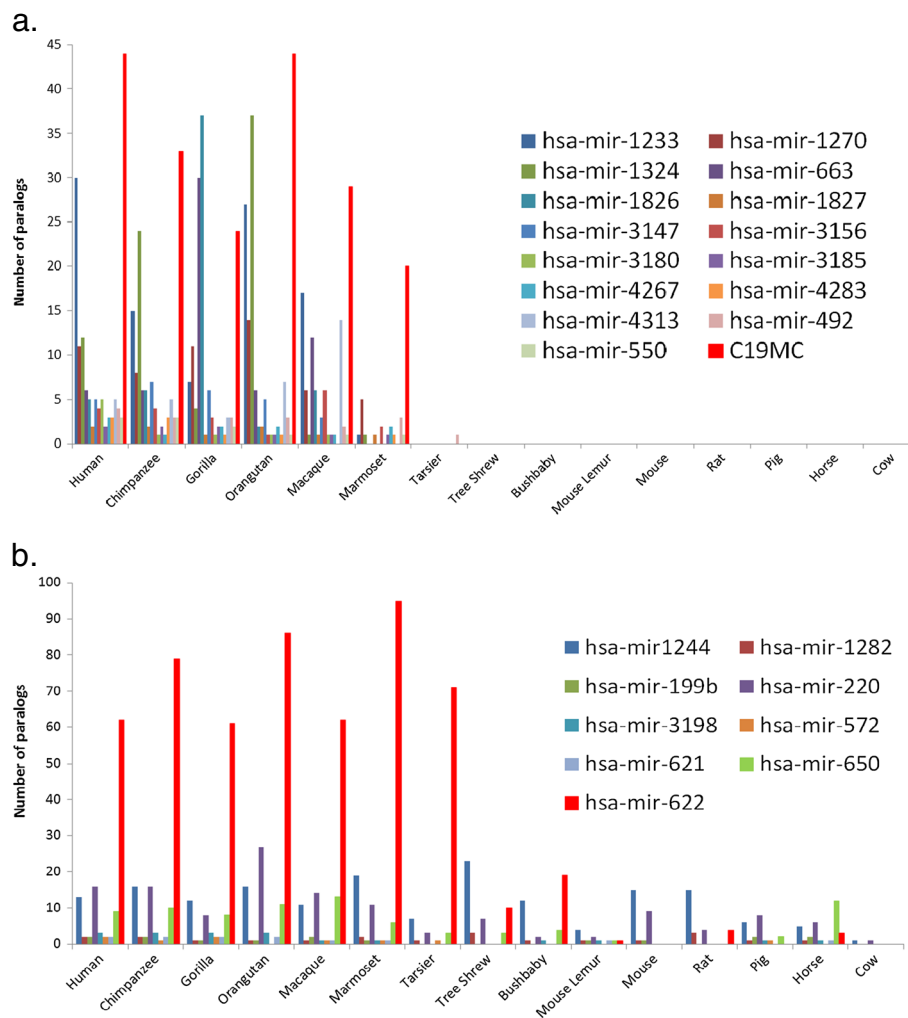 a.
Number of paralogs
45
40
35
30
25
20
15
10
5
0
Human
Chimpanzee
Gorilla
Orangutan
Macaque
Marmoset
Tarsier
Tree Shrew
Bushbaby
Mouse Lemur
Mouse
Rat
Pig
Horse
Cow
hsa-mir-1233 hsa-mir-1270
hsa-mir-1324 hsa-mir-663
hsa-mir-1826 hsa-mir-1827
hsa-mir-3147 hsa-mir-3156
hsa-mir-3180 hsa-mir-3185
hsa-mir-4267 hsa-mir-4283
hsa-mir-4313 hsa-mir-492
hsa-mir-550 C19MC
b.
Number of paralogs
100
90
80
70
60
50
40
30
20
10
0
Human
Chimpanzee
Gorilla
Orangutan
Macaque
Marmoset
Tarsier
Tree Shrew
Bushbaby
Mouse Lemur
Mouse
Rat
Pig
Horse
Cow
hsa-mir1244 hsa-mir-1282
hsa-mir-199b hsa-mir-220
hsa-mir-3198 hsa-mir-572
hsa-mir-621 hsa-mir-650
hsa-mir-622